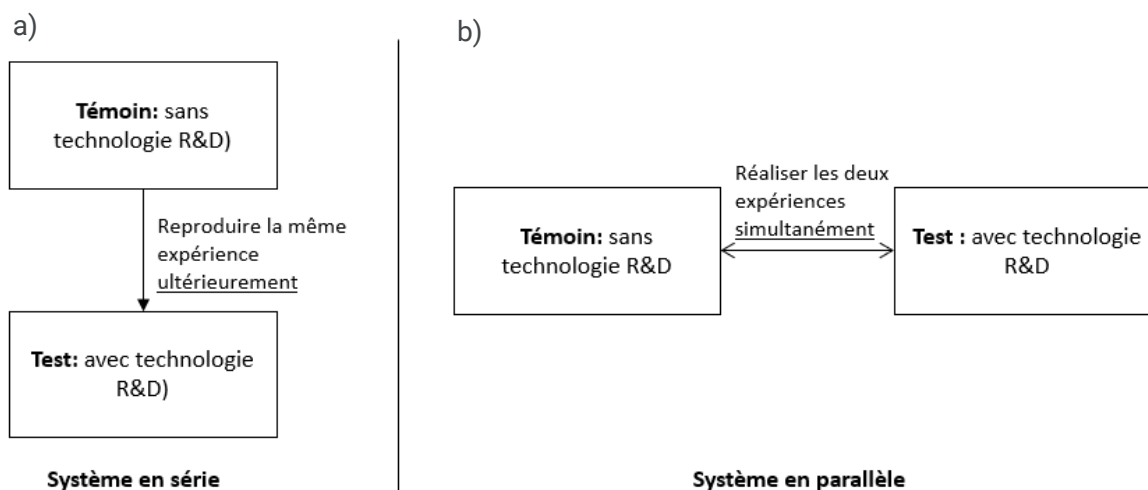 a)
Témoin: sans
technologie R&D)
Reproduire la même
expérience
ultérieurement
Test: avec technologie
R&D)
Système en série
b)
Témoin: sans
technologie R&D
Réaliser les deux
expériences
simultanément
Test : avec technologie
R&D
Système en parallèle